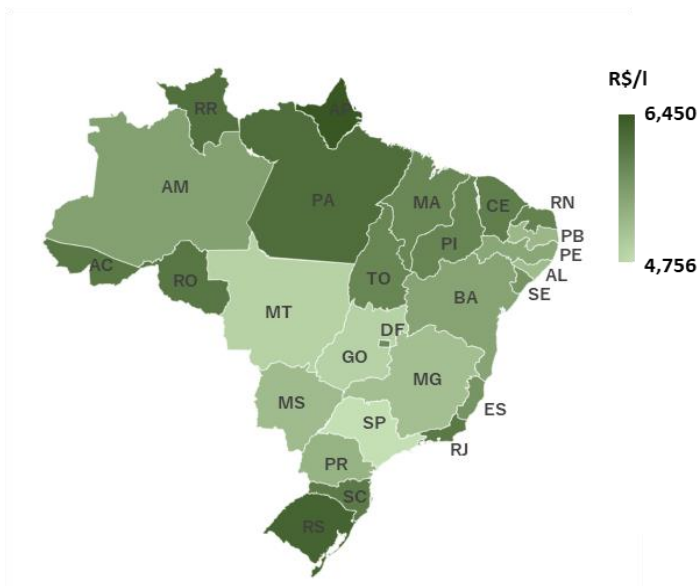 R$/l
6,450
4,756
RR
AP
AM
PA
MA
CE
RN
PB
PE
AL
SE
PI
AC
RO
TO
BA
MT
DF
GO
MG
MS
ES
SP
RJ
PR
SC
RS